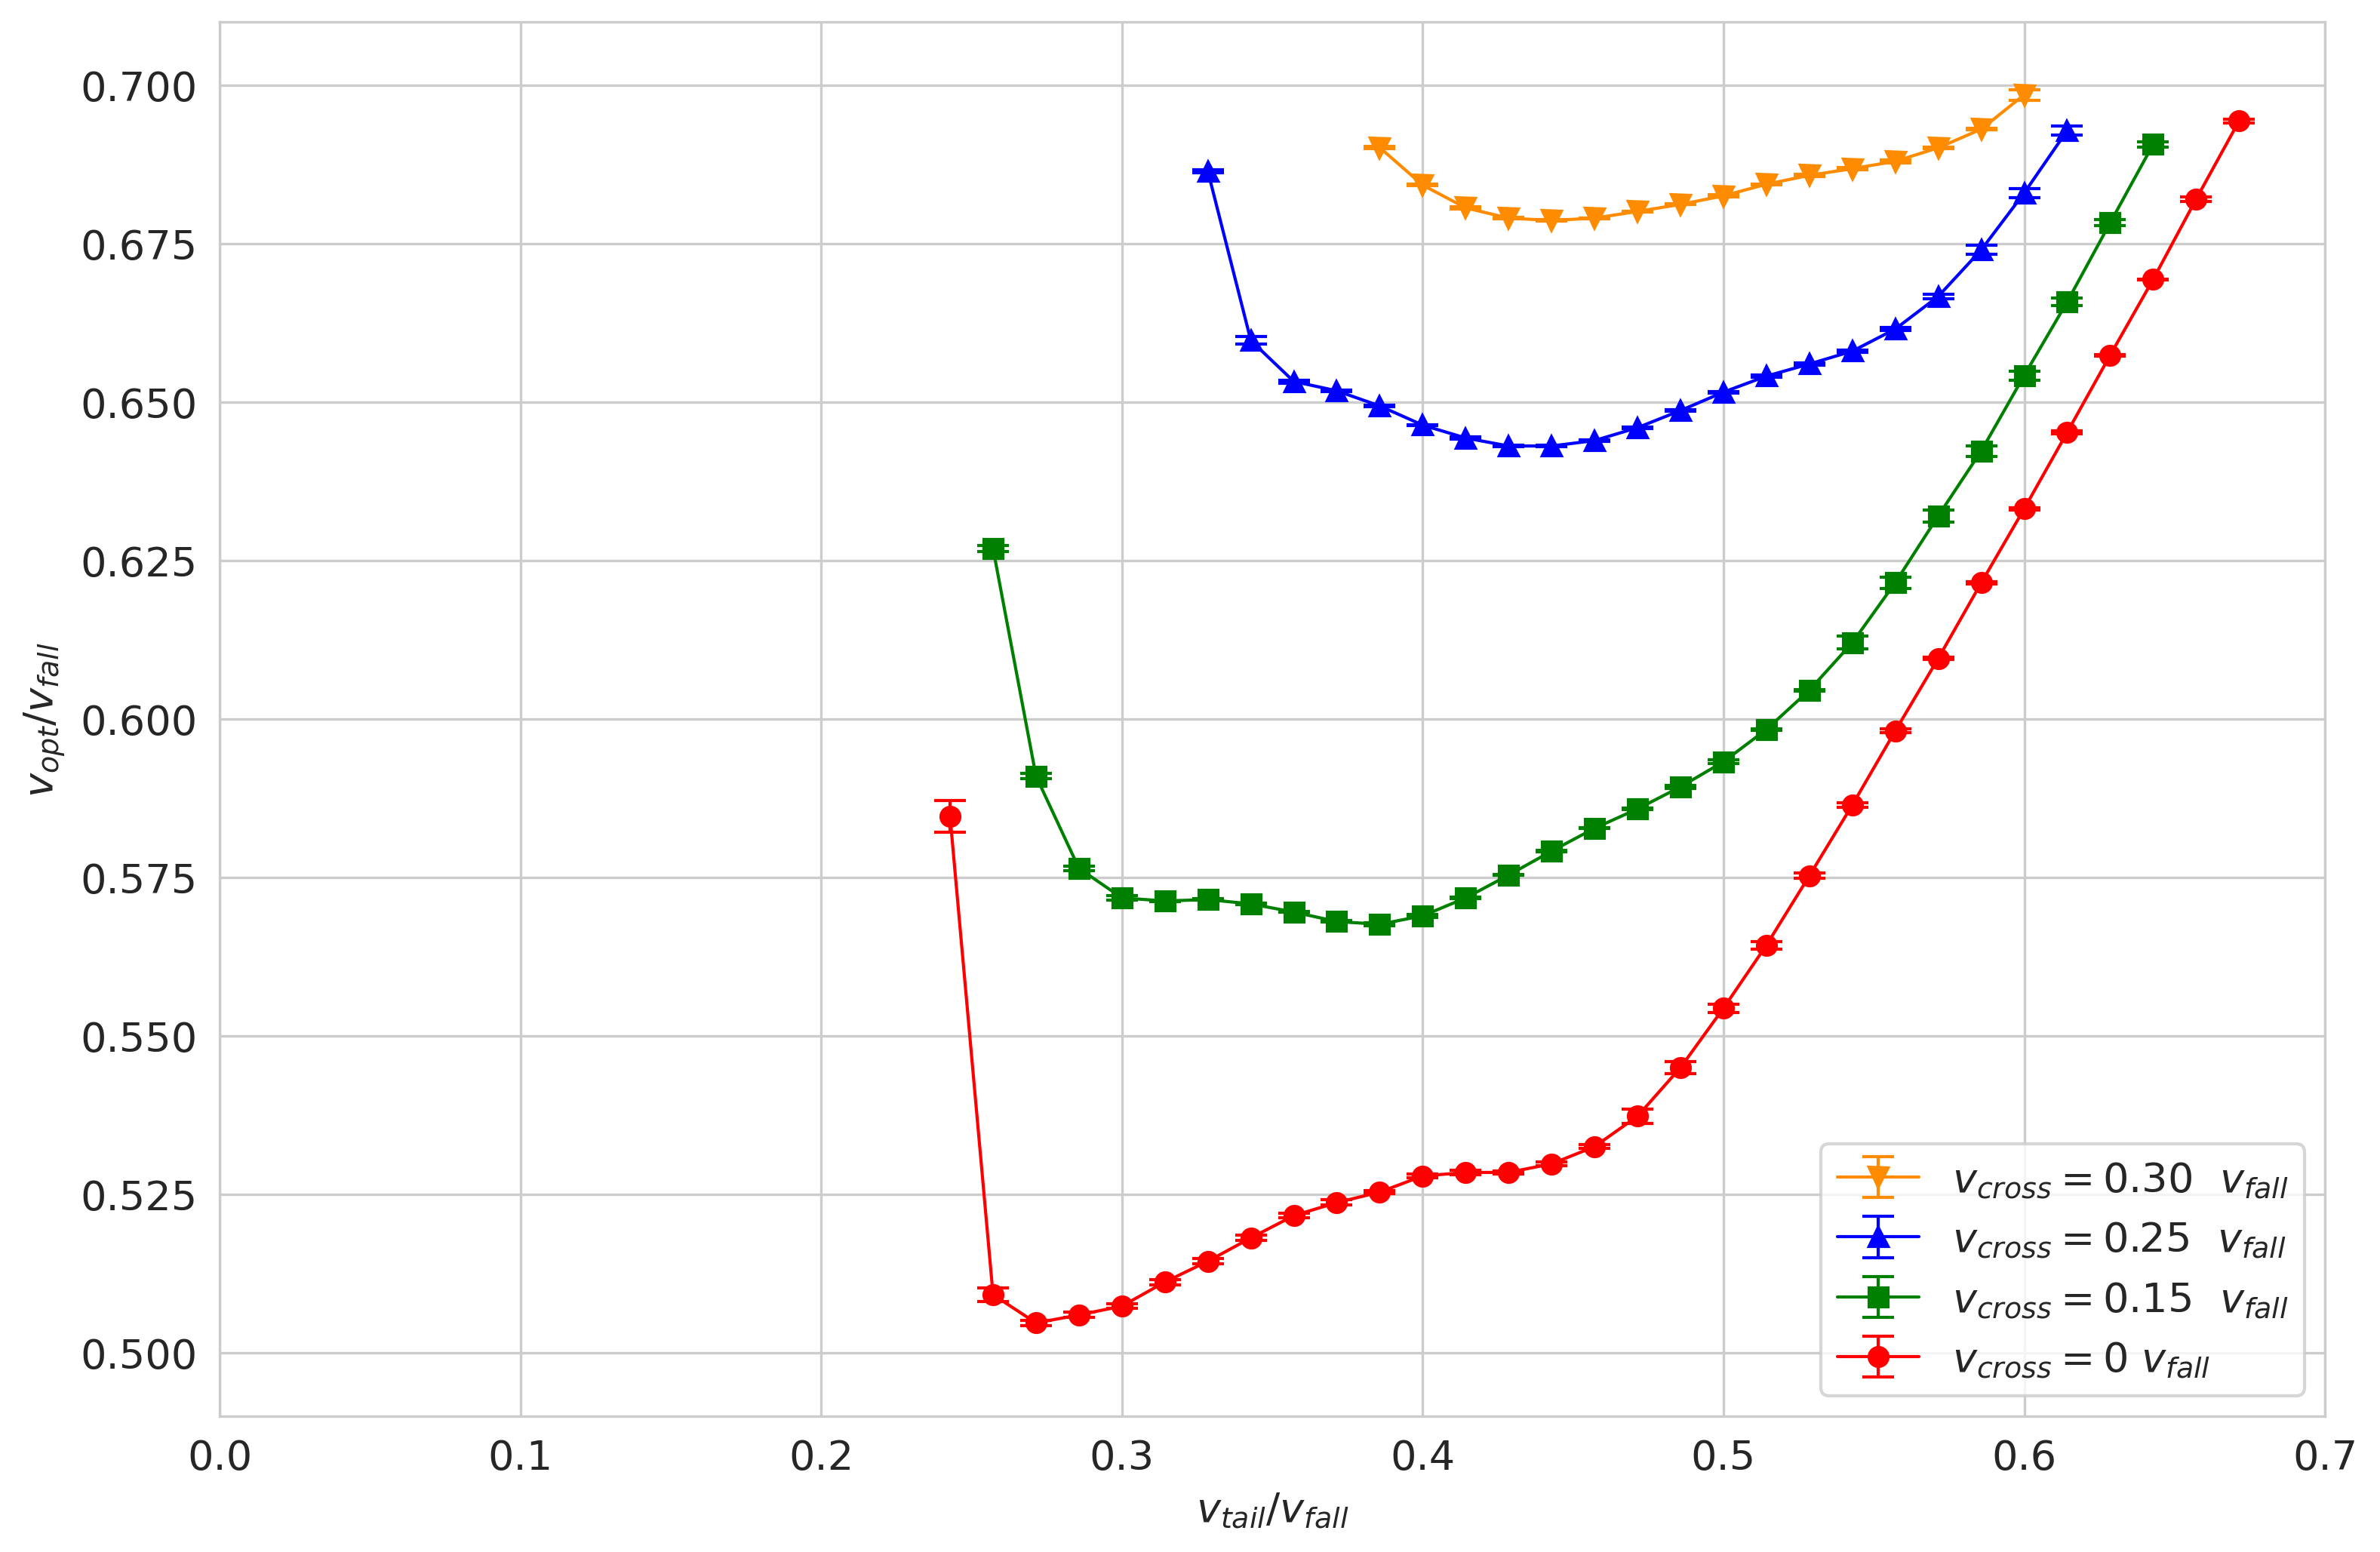 0.700
0.675
0.650
0.625
0.600
0.575
0.550
0.525
0.500
v_opt/v_fall
0.0 0.1 0.2 0.3 0.4 0.5 0.6 0.7
v_tail/v_fall
v_cross = 0.30 v_fall
v_cross = 0.25 v_fall
v_cross = 0.15 v_fall
v_cross = 0 v_fall